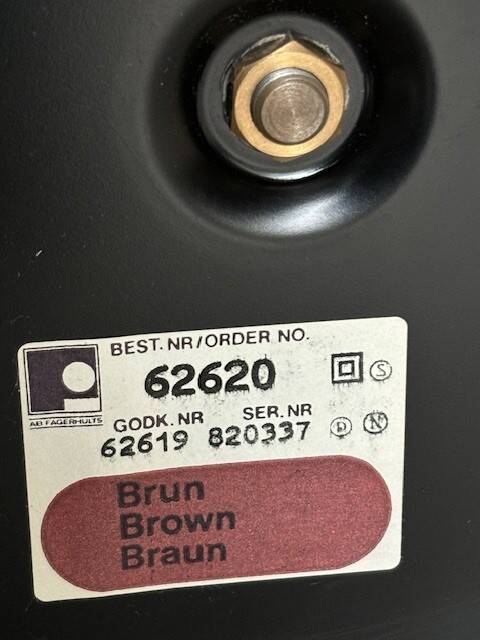 BEST. NR/ORDER NO.
62620
S
AB FAGERHULTS
GODK. NR SER. NR
62619 820337
D N
Brun
Brown
Braun